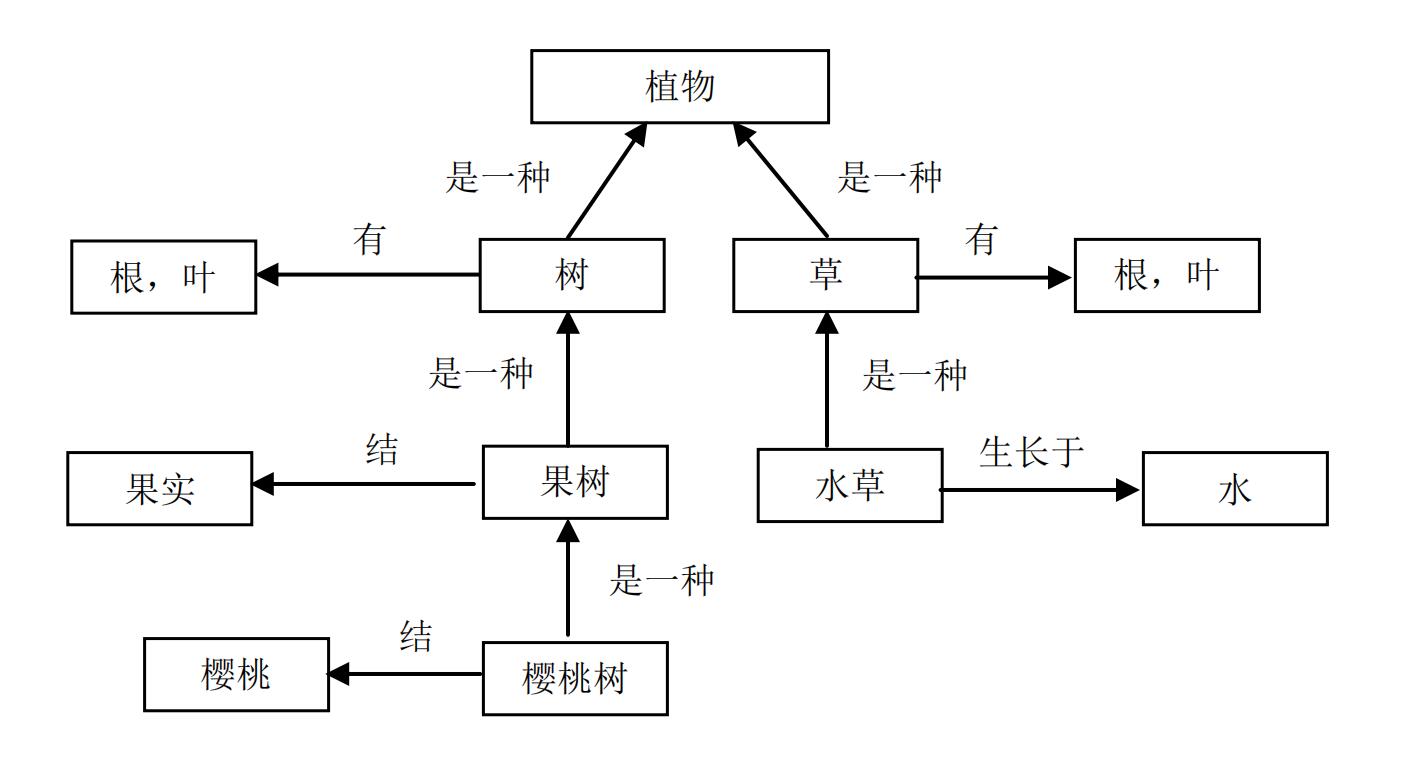 植物
是一种
是一种
有
有
根，叶
树
草
根，叶
是一种
是一种
结
生长于
果实
果树
水草
水
是一种
结
樱桃
樱桃树